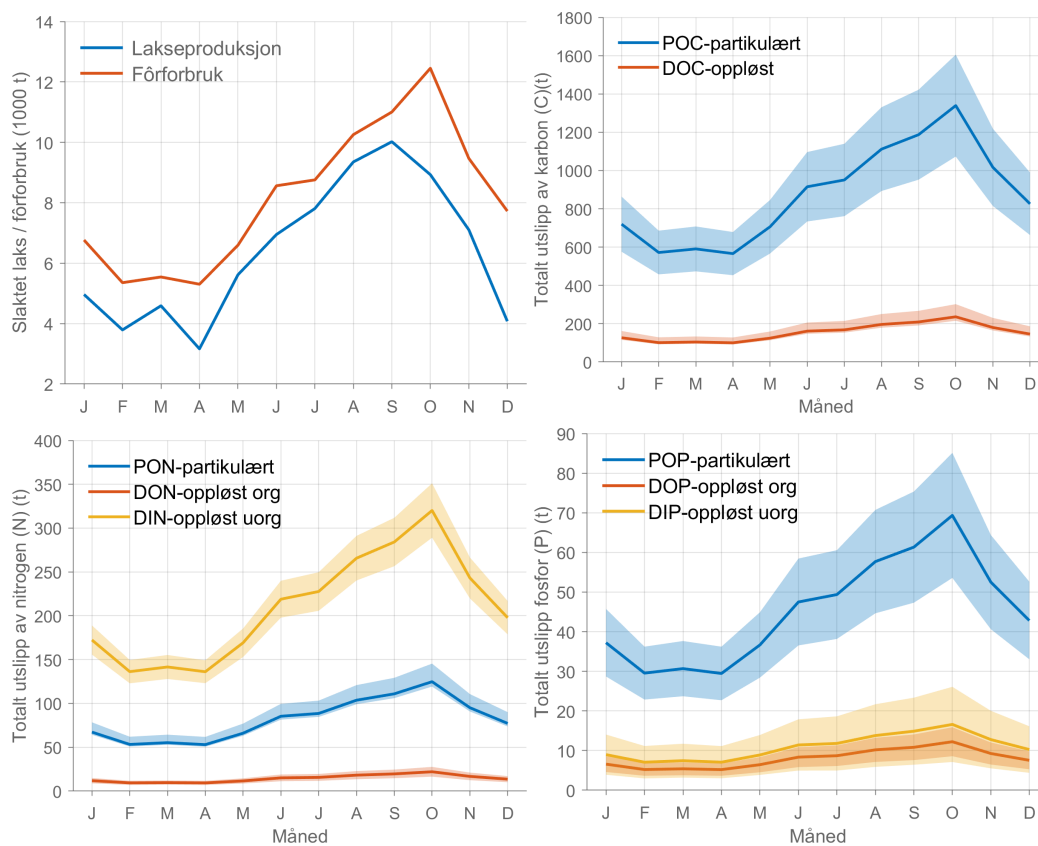 14
12
10
8
6
4
2
Slaktet laks / fôrforbruk (1000 t)
Lakseproduksjon
Fôrforbruk
J F M A M J J A S O N D
1800
1600
1400
1200
1000
800
600
400
200
0
Totalt utslipp av karbon (C)(t)
POC-partikulært
DOC-oppløst
J F M A M J J A S O N D
Måned
400
350
300
250
200
150
100
50
0
Totalt utslipp av nitrogen (N) (t)
PON-partikulært
DON-oppløst org
DIN-oppløst uorg
J F M A M J J A S O N D
Måned
90
80
70
60
50
40
30
20
10
0
Totalt utslipp fosfor (P) (t)
POP-partikulært
DOP-oppløst org
DIP-oppløst uorg
J F M A M J J A S O N D
Måned